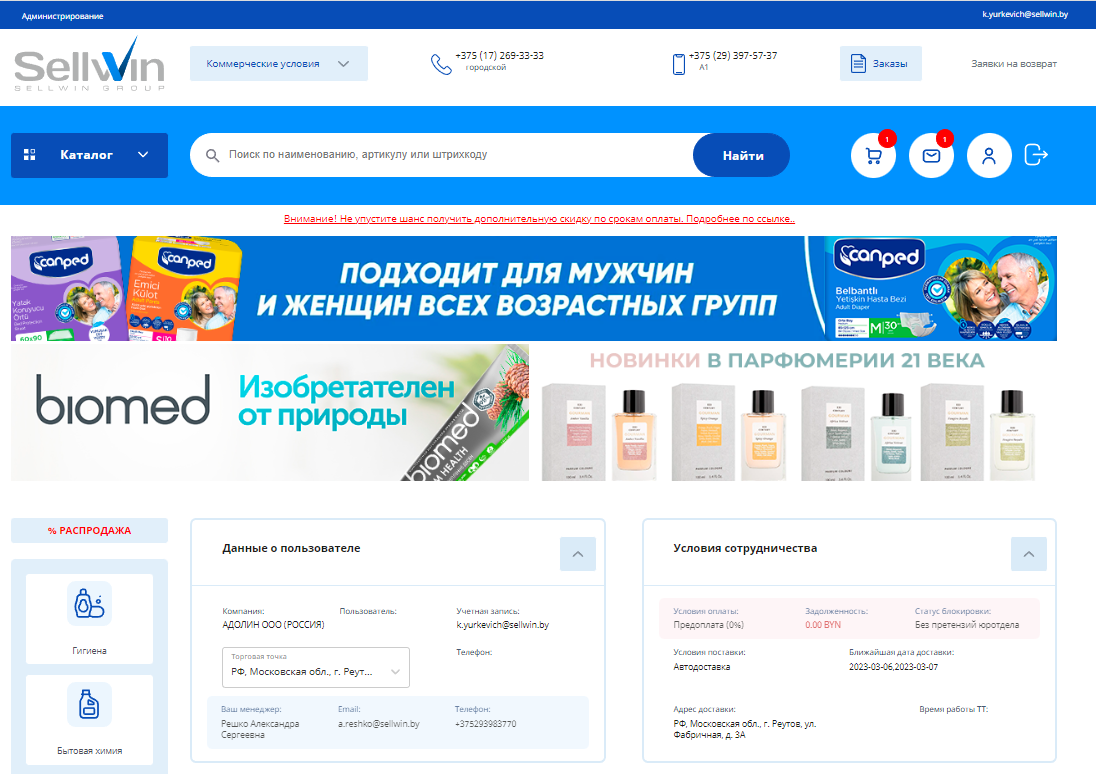 Администрирование
k.yurkevich@sellwin.by
Sellwin
SELLWIN GROUP
Коммерческие условия
+375 (17) 269-33-33
городской
+375 (29) 397-57-37
A1
Заказы
Заявки на возврат
Каталог
Поиск по наименованию, артикулу или штрихкоду
Найти
1
1
Внимание! Не упустите шанс получить дополнительную скидку по срокам оплаты. Подробнее по ссылке..
canped
Yatak
Koruyucu
Örtü
60x90
canped
Emici
Külot
ПОДХОДИТ ДЛЯ МУЖЧИН
И ЖЕНЩИН ВСЕХ ВОЗРАСТНЫХ ГРУПП
canped
Belbantlı
Yetişkin Hasta Bezi
Adult Diaper
M 30
biomed
Изобретателен
от природы
biomed
НОВИНКИ В ПАРФЮМЕРИИ 21 ВЕКА
% РАСПРОДАЖА
Гигиена
Бытовая химия
Данные о пользователе
Компания:
АДОЛИН ООО (РОССИЯ)
Пользователь:
Учетная запись:
k.yurkevich@sellwin.by
Торговая точка
РФ, Московская обл., г. Реут...
Телефон:
Ваш менеджер:
Решко Александра
Сергеевна
Email:
a.reshko@sellwin.by
Телефон:
+375293983770
Условия сотрудничества
Условия оплаты:
Предоплата (0%)
Задолженность:
0.00 BYN
Статус блокировки:
Без претензий юротдела
Условия поставки:
Автодоставка
Ближайшая дата доставки:
2023-03-06,2023-03-07
Адрес доставки:
РФ, Московская обл., г. Реутов, ул.
Фабричная, д. 3А
Время работы ТТ: